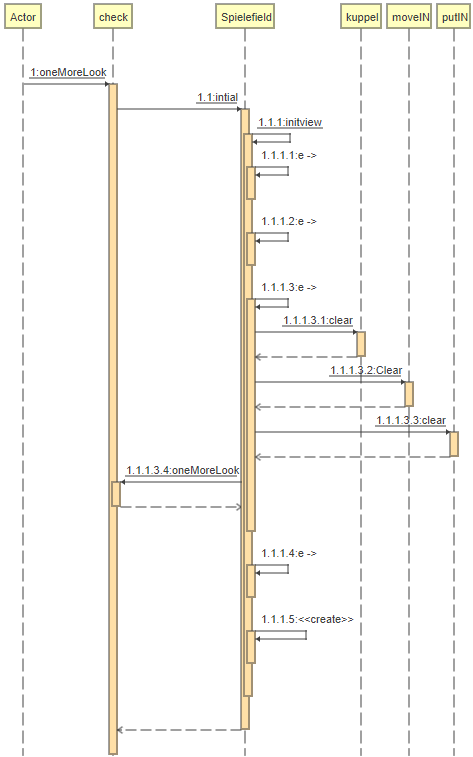 Actor check Spielefield kuppel moveIN putIN
1:oneMoreLook
1.1:intial
1.1.1:initview
1.1.1.1:e ->
1.1.1.2:e ->
1.1.1.3:e ->
1.1.1.3.1:clear
1.1.1.3.2:Clear
1.1.1.3.3:clear
1.1.1.3.4:oneMoreLook
1.1.1.4:e ->
1.1.1.5:<<create>>